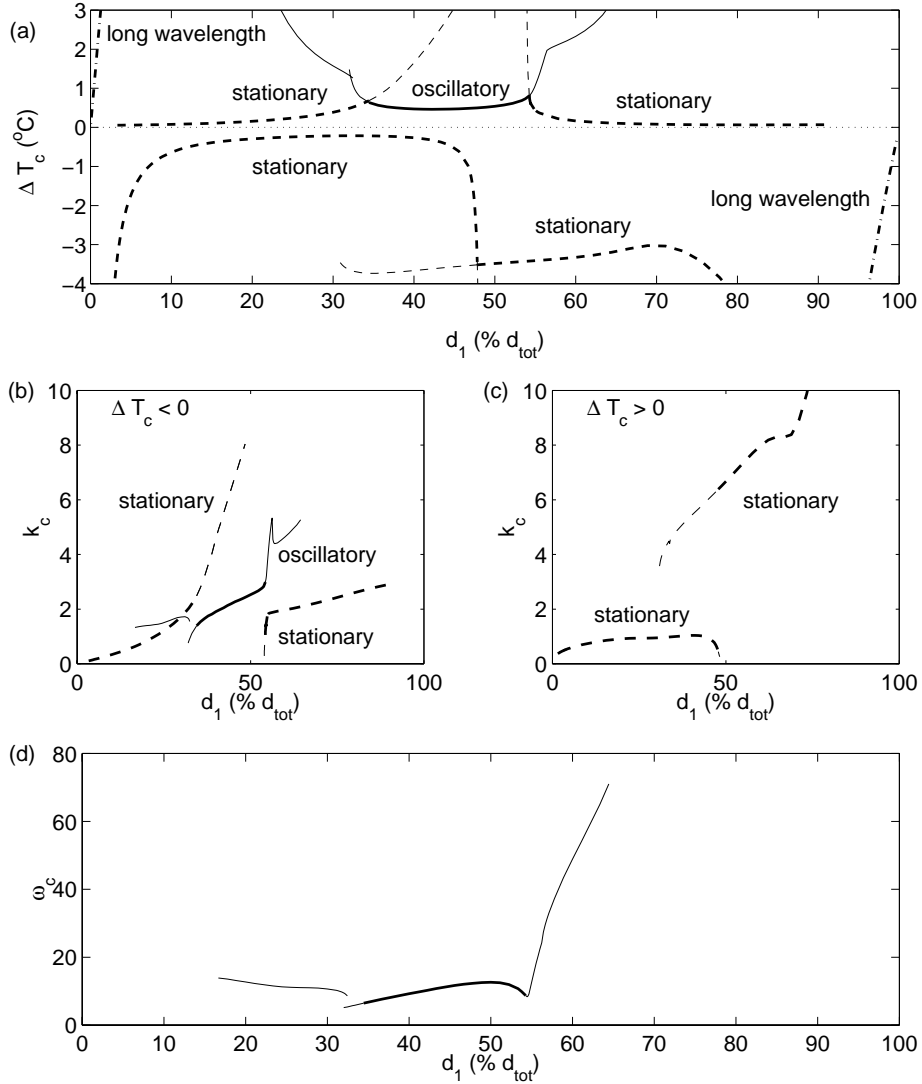 (a)
3
2
1
0
−1
−2
−3
−4
Δ T_c (°C)
long wavelength
stationary
oscillatory
stationary
stationary
stationary
long wavelength
0 10 20 30 40 50 60 70 80 90 100
d_1 (% d_tot)
(b)
Δ T_c < 0
10
8
6
4
2
0
k_c
stationary
oscillatory
stationary
0 50 100
d_1 (% d_tot)
(c)
Δ T_c > 0
10
8
6
4
2
0
k_c
stationary
stationary
0 50 100
d_1 (% d_tot)
(d)
80
60
40
20
0
ω_c
0 10 20 30 40 50 60 70 80 90 100
d_1 (% d_tot)